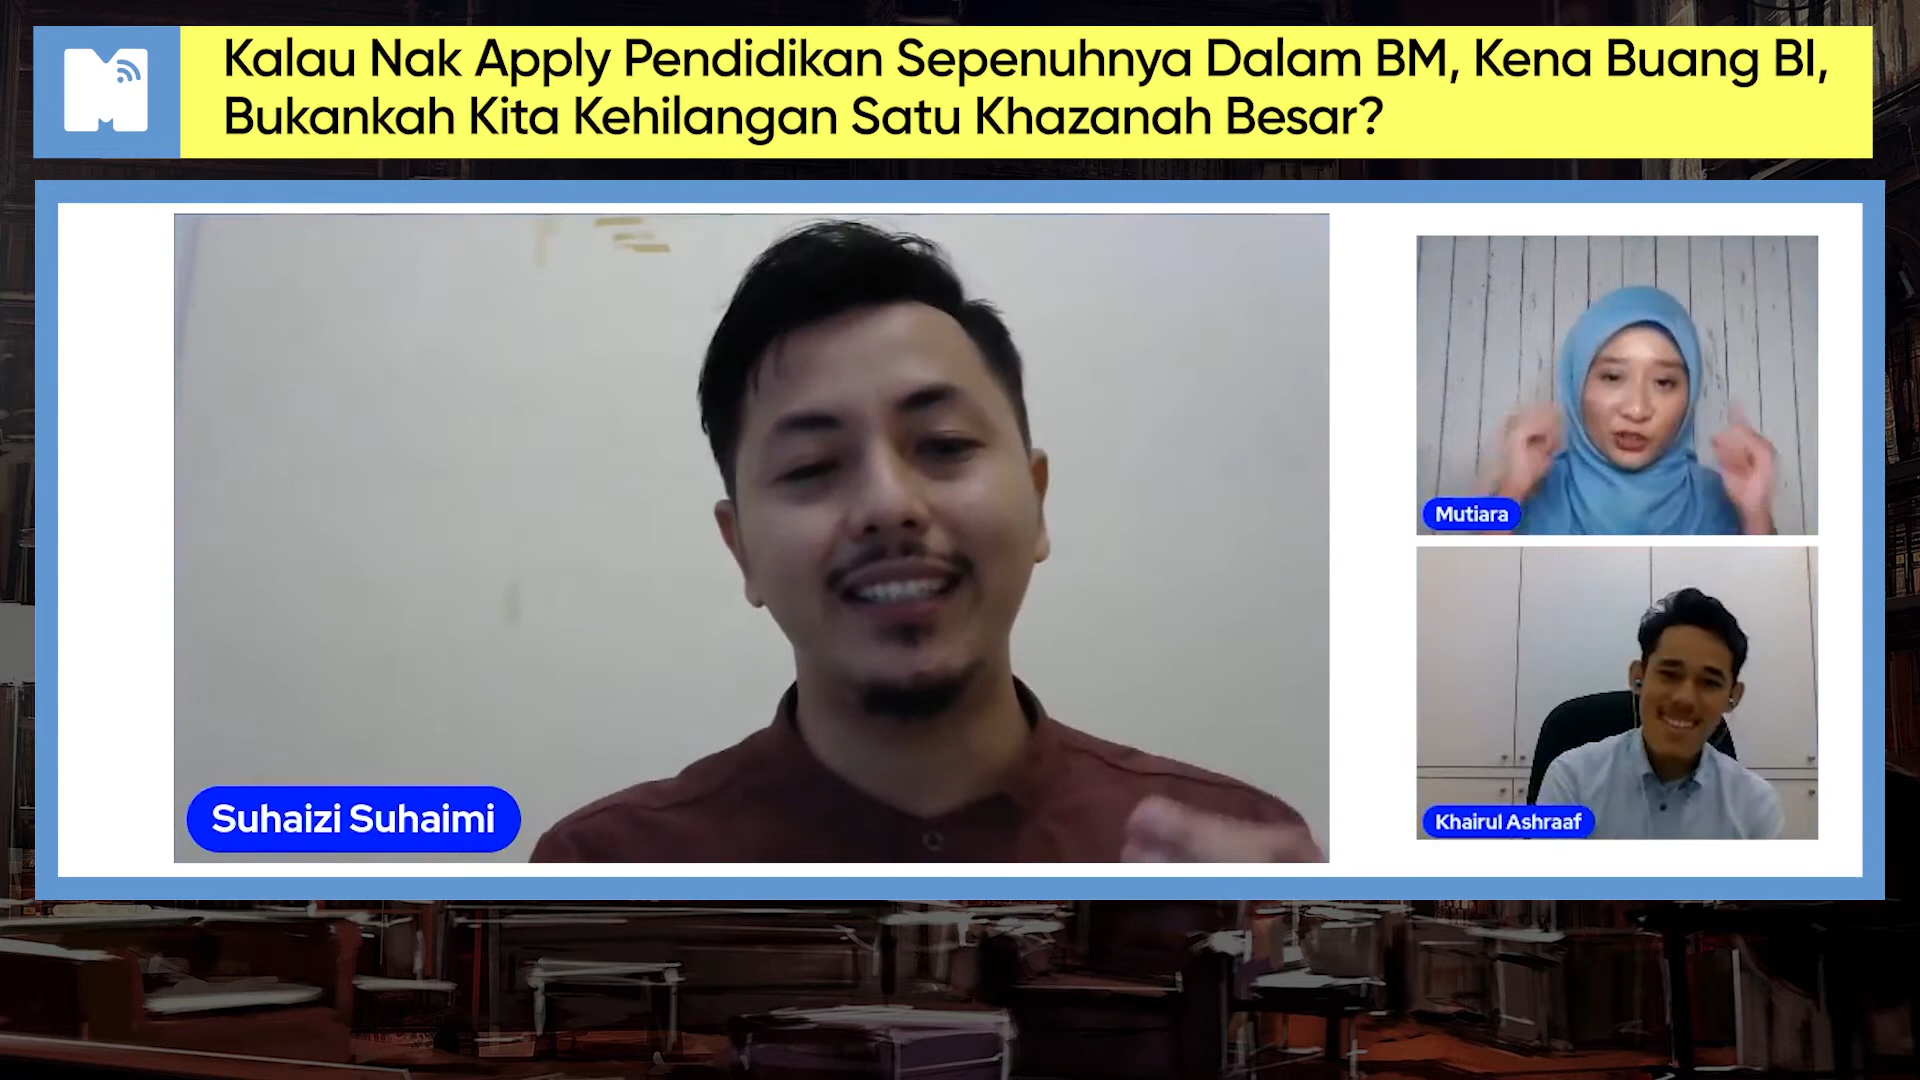 Kalau Nak Apply Pendidikan Sepenuhnya Dalam BM, Kena Buang BI,
Bukankah Kita Kehilangan Satu Khazanah Besar?
Suhaizi Suhaimi
Mutiara
Khairul Ashraaf